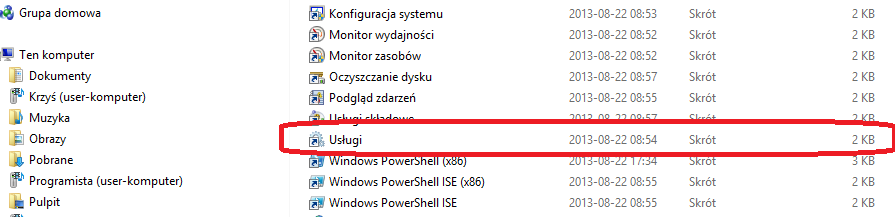 Grupa domowa
Ten komputer
Dokumenty
Krzyś (user-komputer)
Muzyka
Obrazy
Pobrane
Programista (user-komputer)
Pulpit
Konfiguracja systemu 2013-08-22 08:53 Skrót 2 KB
Monitor wydajności 2013-08-22 08:52 Skrót 2 KB
Monitor zasobów 2013-08-22 08:52 Skrót 2 KB
Oczyszczanie dysku 2013-08-22 08:57 Skrót 2 KB
Podgląd zdarzeń 2013-08-22 08:55 Skrót 2 KB
Usługi składowe 2013-08-22 08:57 Skrót 2 KB
Usługi 2013-08-22 08:54 Skrót 2 KB
Windows PowerShell (x86) 2013-08-22 17:34 Skrót 3 KB
Windows PowerShell ISE (x86) 2013-08-22 08:55 Skrót 2 KB
Windows PowerShell ISE 2013-08-22 08:55 Skrót 2 KB